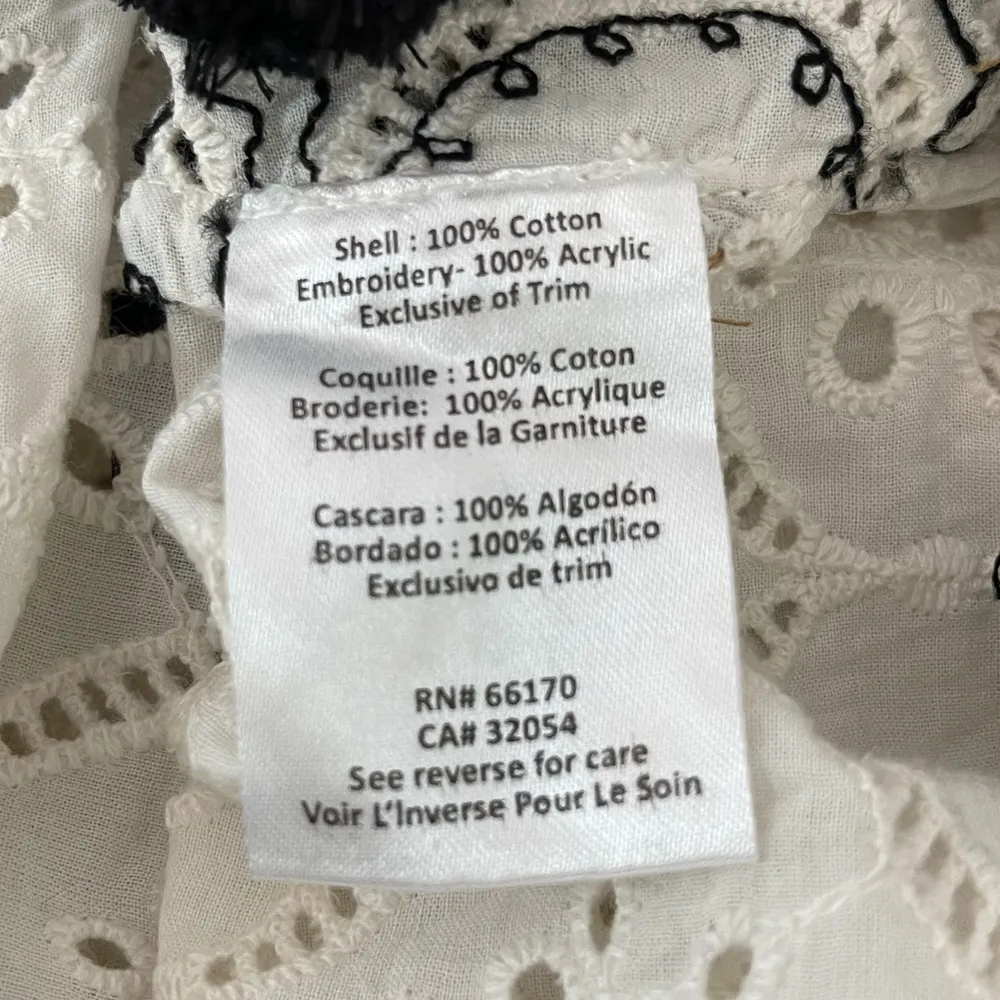 Shell : 100% Cotton
Embroidery- 100% Acrylic
Exclusive of Trim
Coquille : 100% Coton
Broderie: 100% Acrylique
Exclusif de la Garniture
Cascara : 100% Algodón
Bordado : 100% Acrílico
Exclusivo de trim
RN# 66170
CA# 32054
See reverse for care
Voir L'Inverse Pour Le Soin